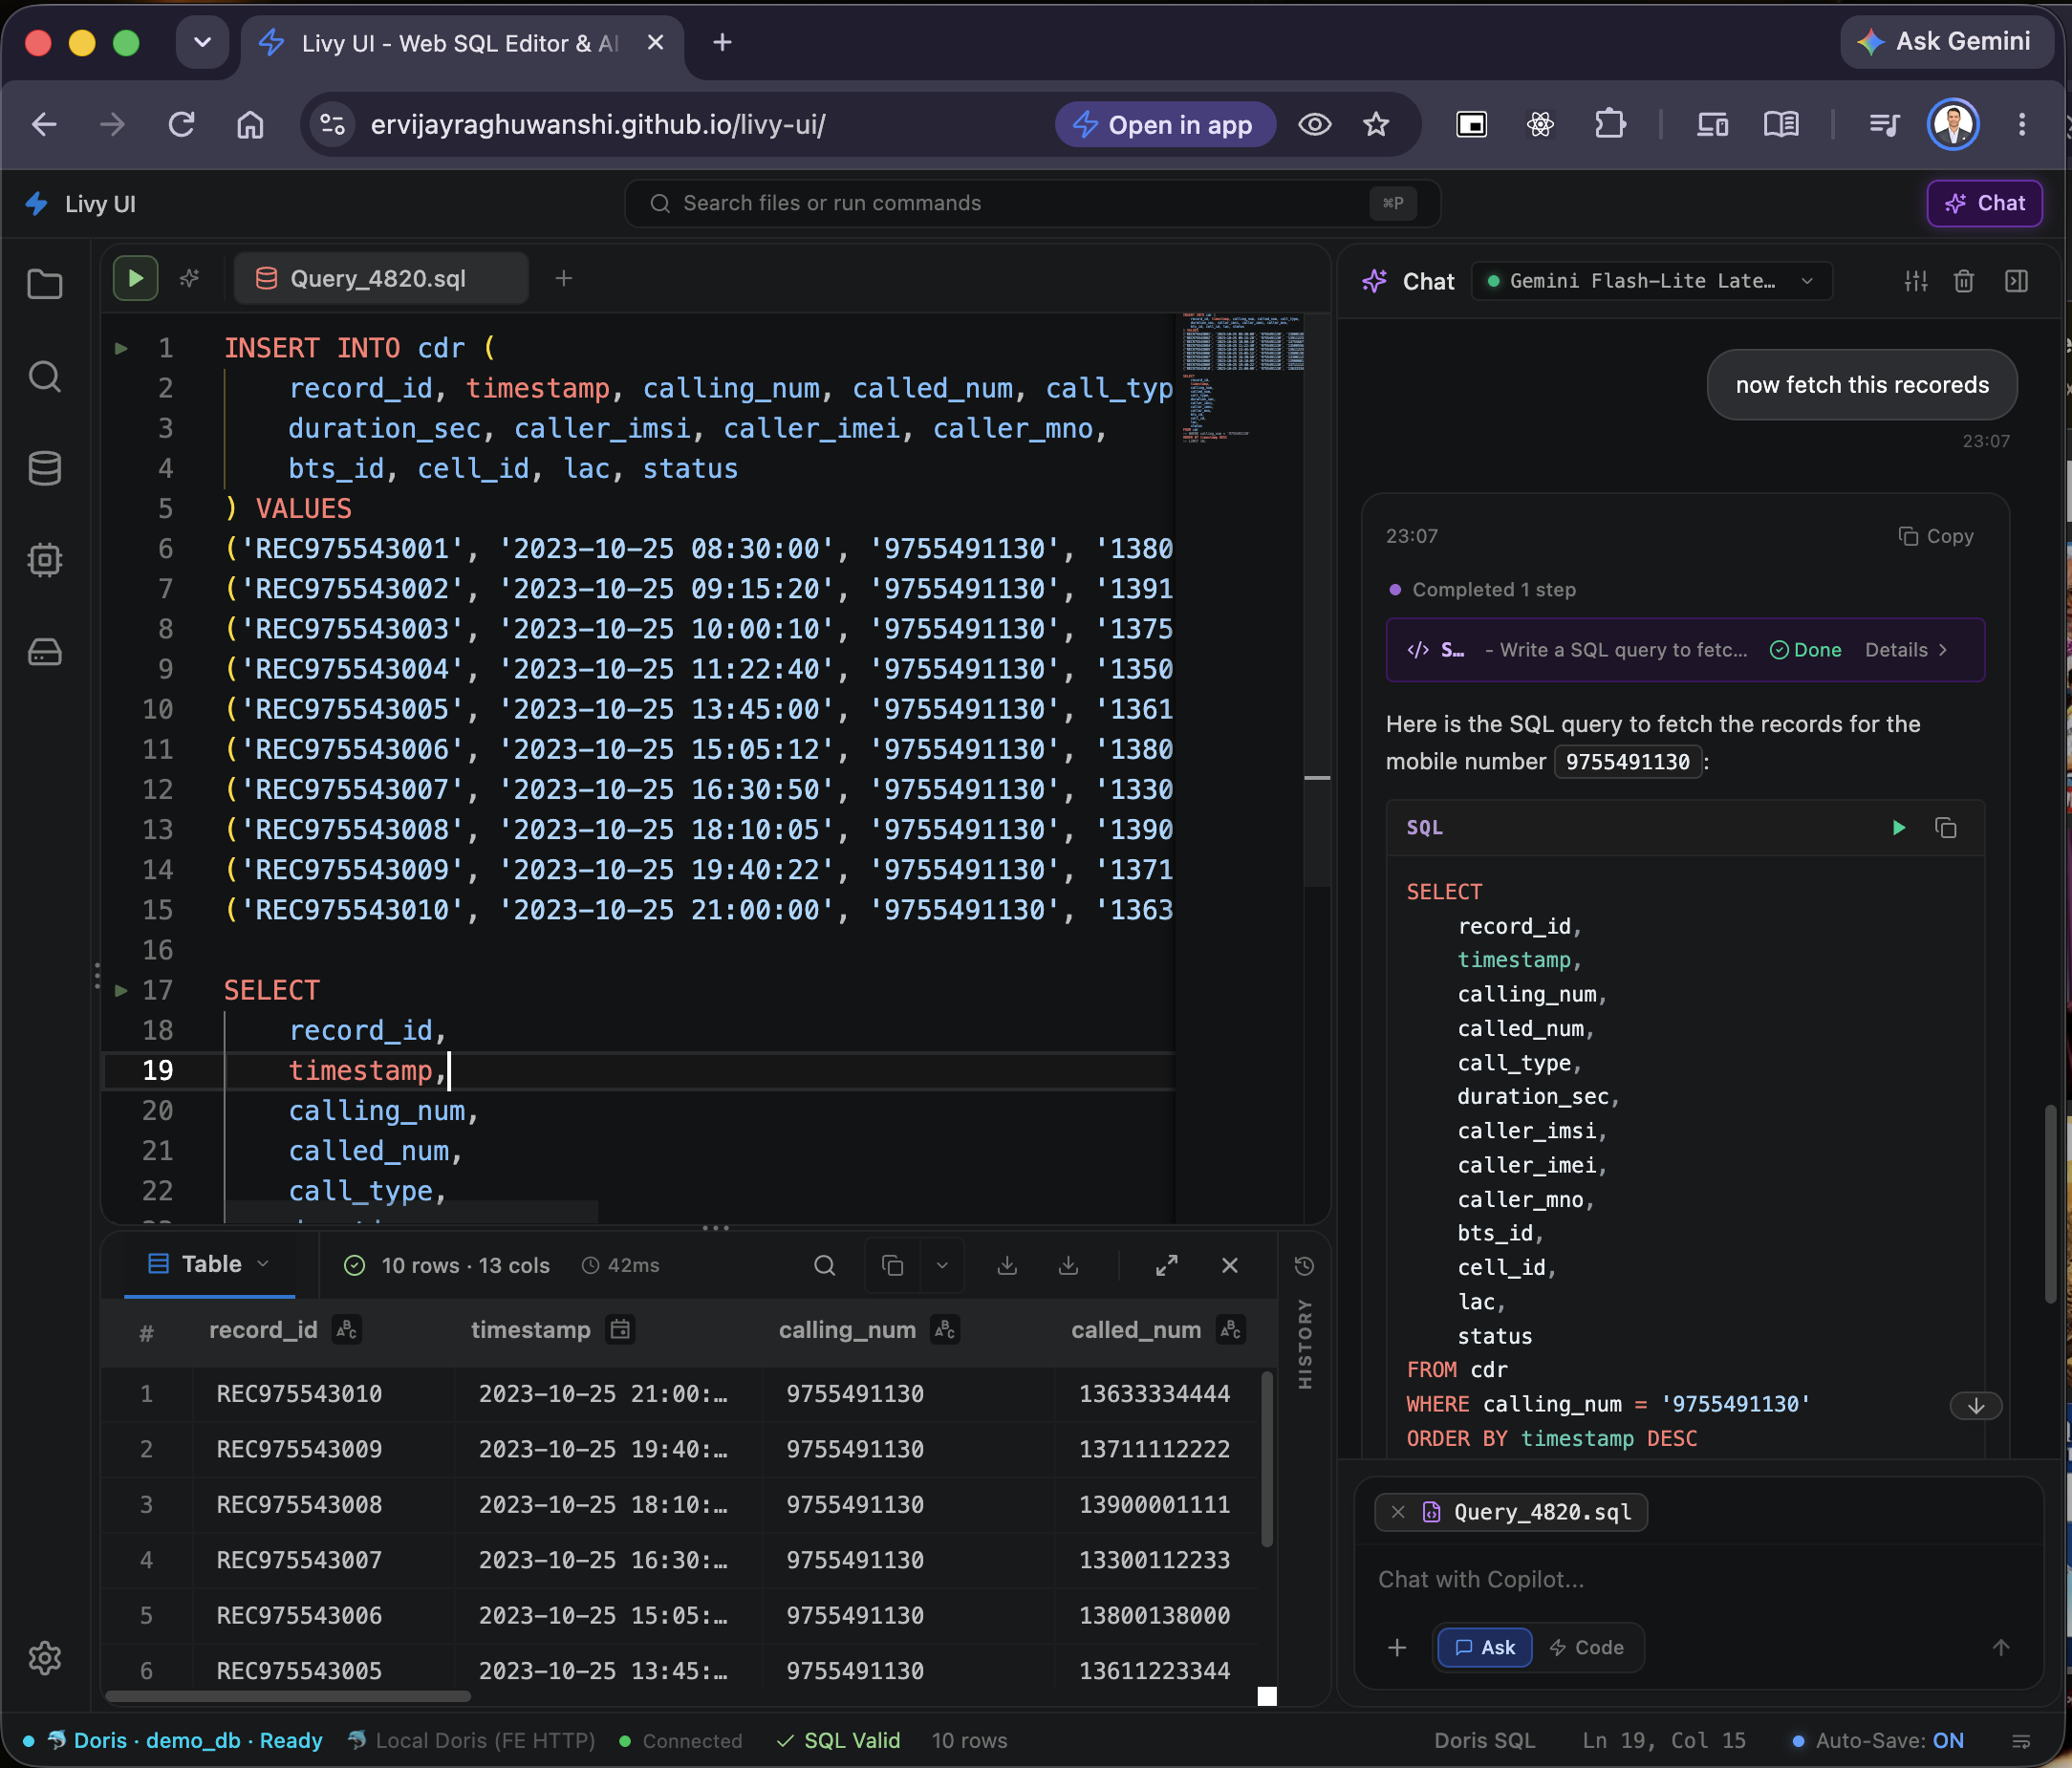 Livy UI - Web SQL Editor & AI
Ask Gemini
ervijayraghuwanshi.github.io/livy-ui/
Open in app
Livy UI
Search files or run commands
⌘P
Chat
Query_4820.sql
1 INSERT INTO cdr (
2 record_id, timestamp, calling_num, called_num, call_typ
3 duration_sec, caller_imsi, caller_imei, caller_mno,
4 bts_id, cell_id, lac, status
5 ) VALUES
6 ('REC975543001', '2023-10-25 08:30:00', '9755491130', '1380
7 ('REC975543002', '2023-10-25 09:15:20', '9755491130', '1391
8 ('REC975543003', '2023-10-25 10:00:10', '9755491130', '1375
9 ('REC975543004', '2023-10-25 11:22:40', '9755491130', '1350
10 ('REC975543005', '2023-10-25 13:45:00', '9755491130', '1361
11 ('REC975543006', '2023-10-25 15:05:12', '9755491130', '1380
12 ('REC975543007', '2023-10-25 16:30:50', '9755491130', '1330
13 ('REC975543008', '2023-10-25 18:10:05', '9755491130', '1390
14 ('REC975543009', '2023-10-25 19:40:22', '9755491130', '1371
15 ('REC975543010', '2023-10-25 21:00:00', '9755491130', '1363
16
17 SELECT
18 record_id,
19 timestamp,
20 calling_num,
21 called_num,
22 call_type,
Table
10 rows · 13 cols
42ms
# record_id timestamp calling_num called_num
1 REC975543010 2023-10-25 21:00:… 9755491130 13633334444
2 REC975543009 2023-10-25 19:40:… 9755491130 13711112222
3 REC975543008 2023-10-25 18:10:… 9755491130 13900001111
4 REC975543007 2023-10-25 16:30:… 9755491130 13300112233
5 REC975543006 2023-10-25 15:05:… 9755491130 13800138000
6 REC975543005 2023-10-25 13:45:… 9755491130 13611223344
HISTORY
Chat
Gemini Flash-Lite Late…
now fetch this recoreds
23:07
23:07
Copy
Completed 1 step
</> S… - Write a SQL query to fetc… Done Details >
Here is the SQL query to fetch the records for the
mobile number 9755491130 :
SQL
SELECT
record_id,
timestamp,
calling_num,
called_num,
call_type,
duration_sec,
caller_imsi,
caller_imei,
caller_mno,
bts_id,
cell_id,
lac,
status
FROM cdr
WHERE calling_num = '9755491130'
ORDER BY timestamp DESC
Query_4820.sql
Chat with Copilot...
Ask
Code
Doris · demo_db · Ready
Local Doris (FE HTTP)
Connected
SQL Valid
10 rows
Doris SQL
Ln 19, Col 15
Auto-Save: ON